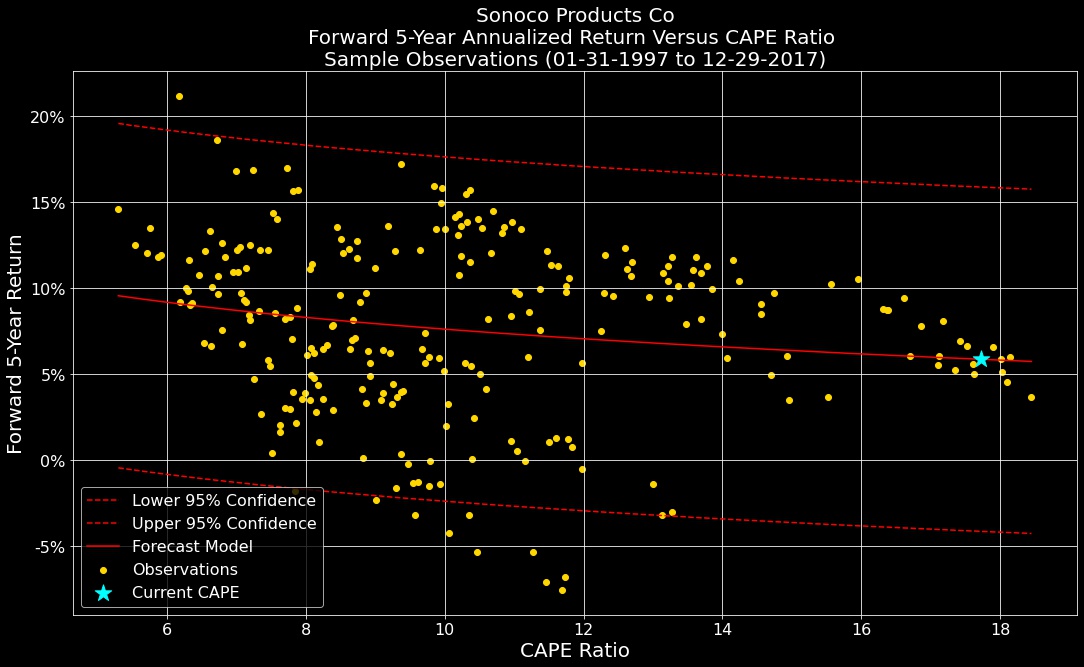 Sonoco Products Co
Forward 5-Year Annualized Return Versus CAPE Ratio
Sample Observations (01-31-1997 to 12-29-2017)
Forward 5-Year Return
20%
15%
10%
5%
0%
-5%
Lower 95% Confidence
Upper 95% Confidence
Forecast Model
Observations
Current CAPE
6 8 10 12 14 16 18
CAPE Ratio